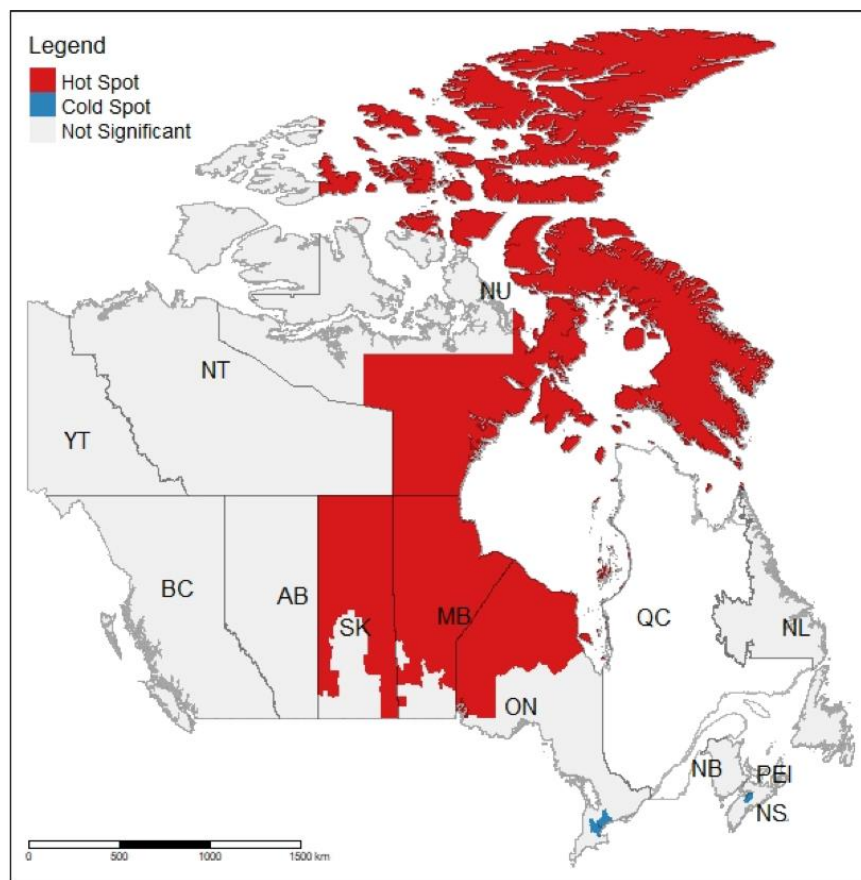 Legend
Hot Spot
Cold Spot
Not Significant
NU
NT
YT
BC
AB
SK
MB
ON
QC
NL
NB
PEI
NS
0 500 1000 1500 km